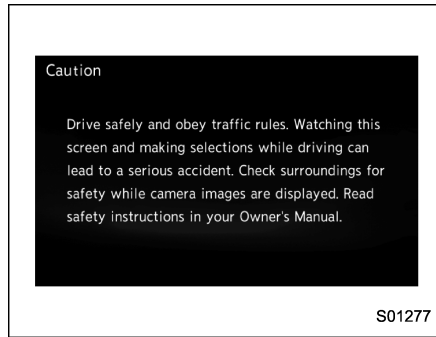 Caution
Drive safely and obey traffic rules. Watching this
screen and making selections while driving can
lead to a serious accident. Check surroundings for
safety while camera images are displayed. Read
safety instructions in your Owner's Manual.
S01277